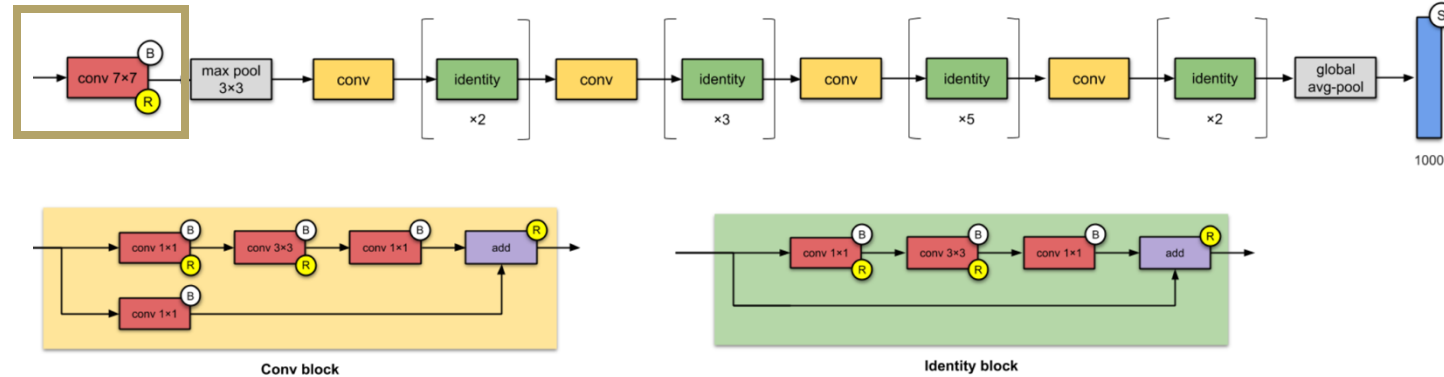 B
conv 7×7
R
max pool
3×3
conv
identity
×2
conv
identity
×3
conv
identity
×5
conv
identity
×2
global
avg-pool
S
1000
B
conv 1×1
R
B
conv 3×3
R
B
conv 1×1
R
add
B
conv 1×1
Conv block
B
conv 1×1
R
B
conv 3×3
R
B
conv 1×1
R
add
Identity block